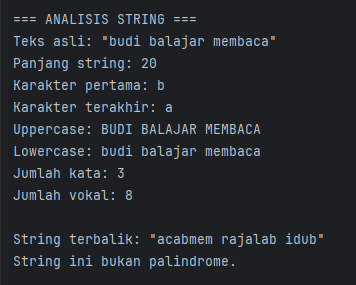 === ANALISIS STRING ===
Teks asli: "budi balajar membaca"
Panjang string: 20
Karakter pertama: b
Karakter terakhir: a
Uppercase: BUDI BALAJAR MEMBACA
Lowercase: budi balajar membaca
Jumlah kata: 3
Jumlah vokal: 8
String terbalik: "acabmem rajalab idub"
String ini bukan palindrome.